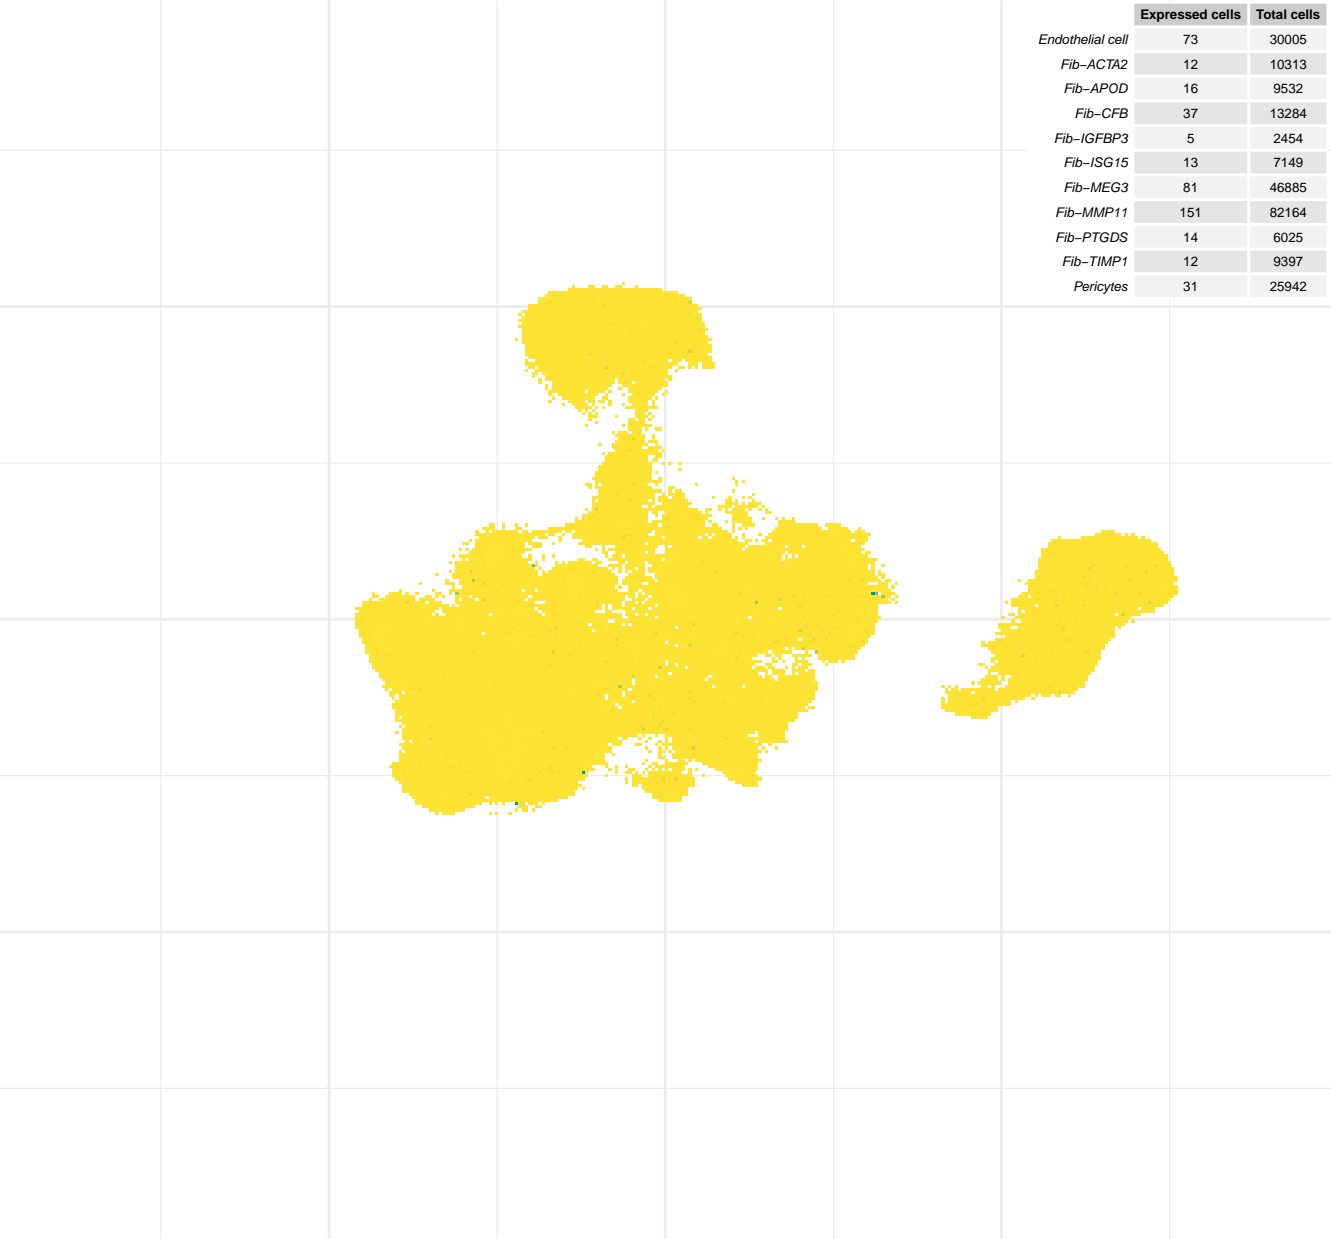 Expressed cells Total cells
Endothelial cell 73 30005
Fib−ACTA2 12 10313
Fib−APOD 16 9532
Fib−CFB 37 13284
Fib−IGFBP3 5 2454
Fib−ISG15 13 7149
Fib−MEG3 81 46885
Fib−MMP11 151 82164
Fib−PTGDS 14 6025
Fib−TIMP1 12 9397
Pericytes 31 25942